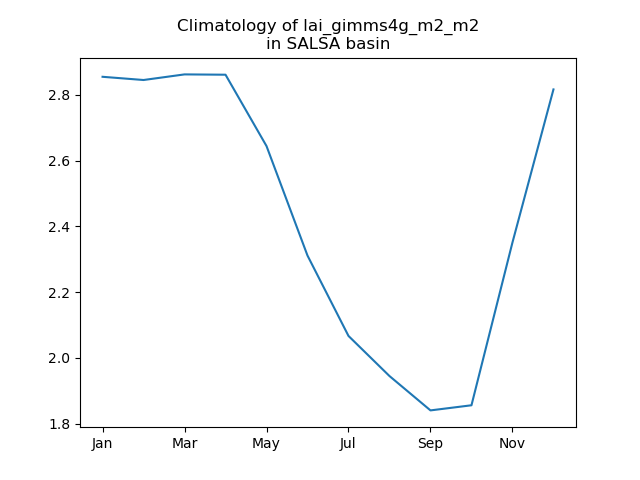 Climatology of lai_gimms4g_m2_m2
in SALSA basin
2.8
2.6
2.4
2.2
2.0
1.8
Jan
Mar
May
Jul
Sep
Nov